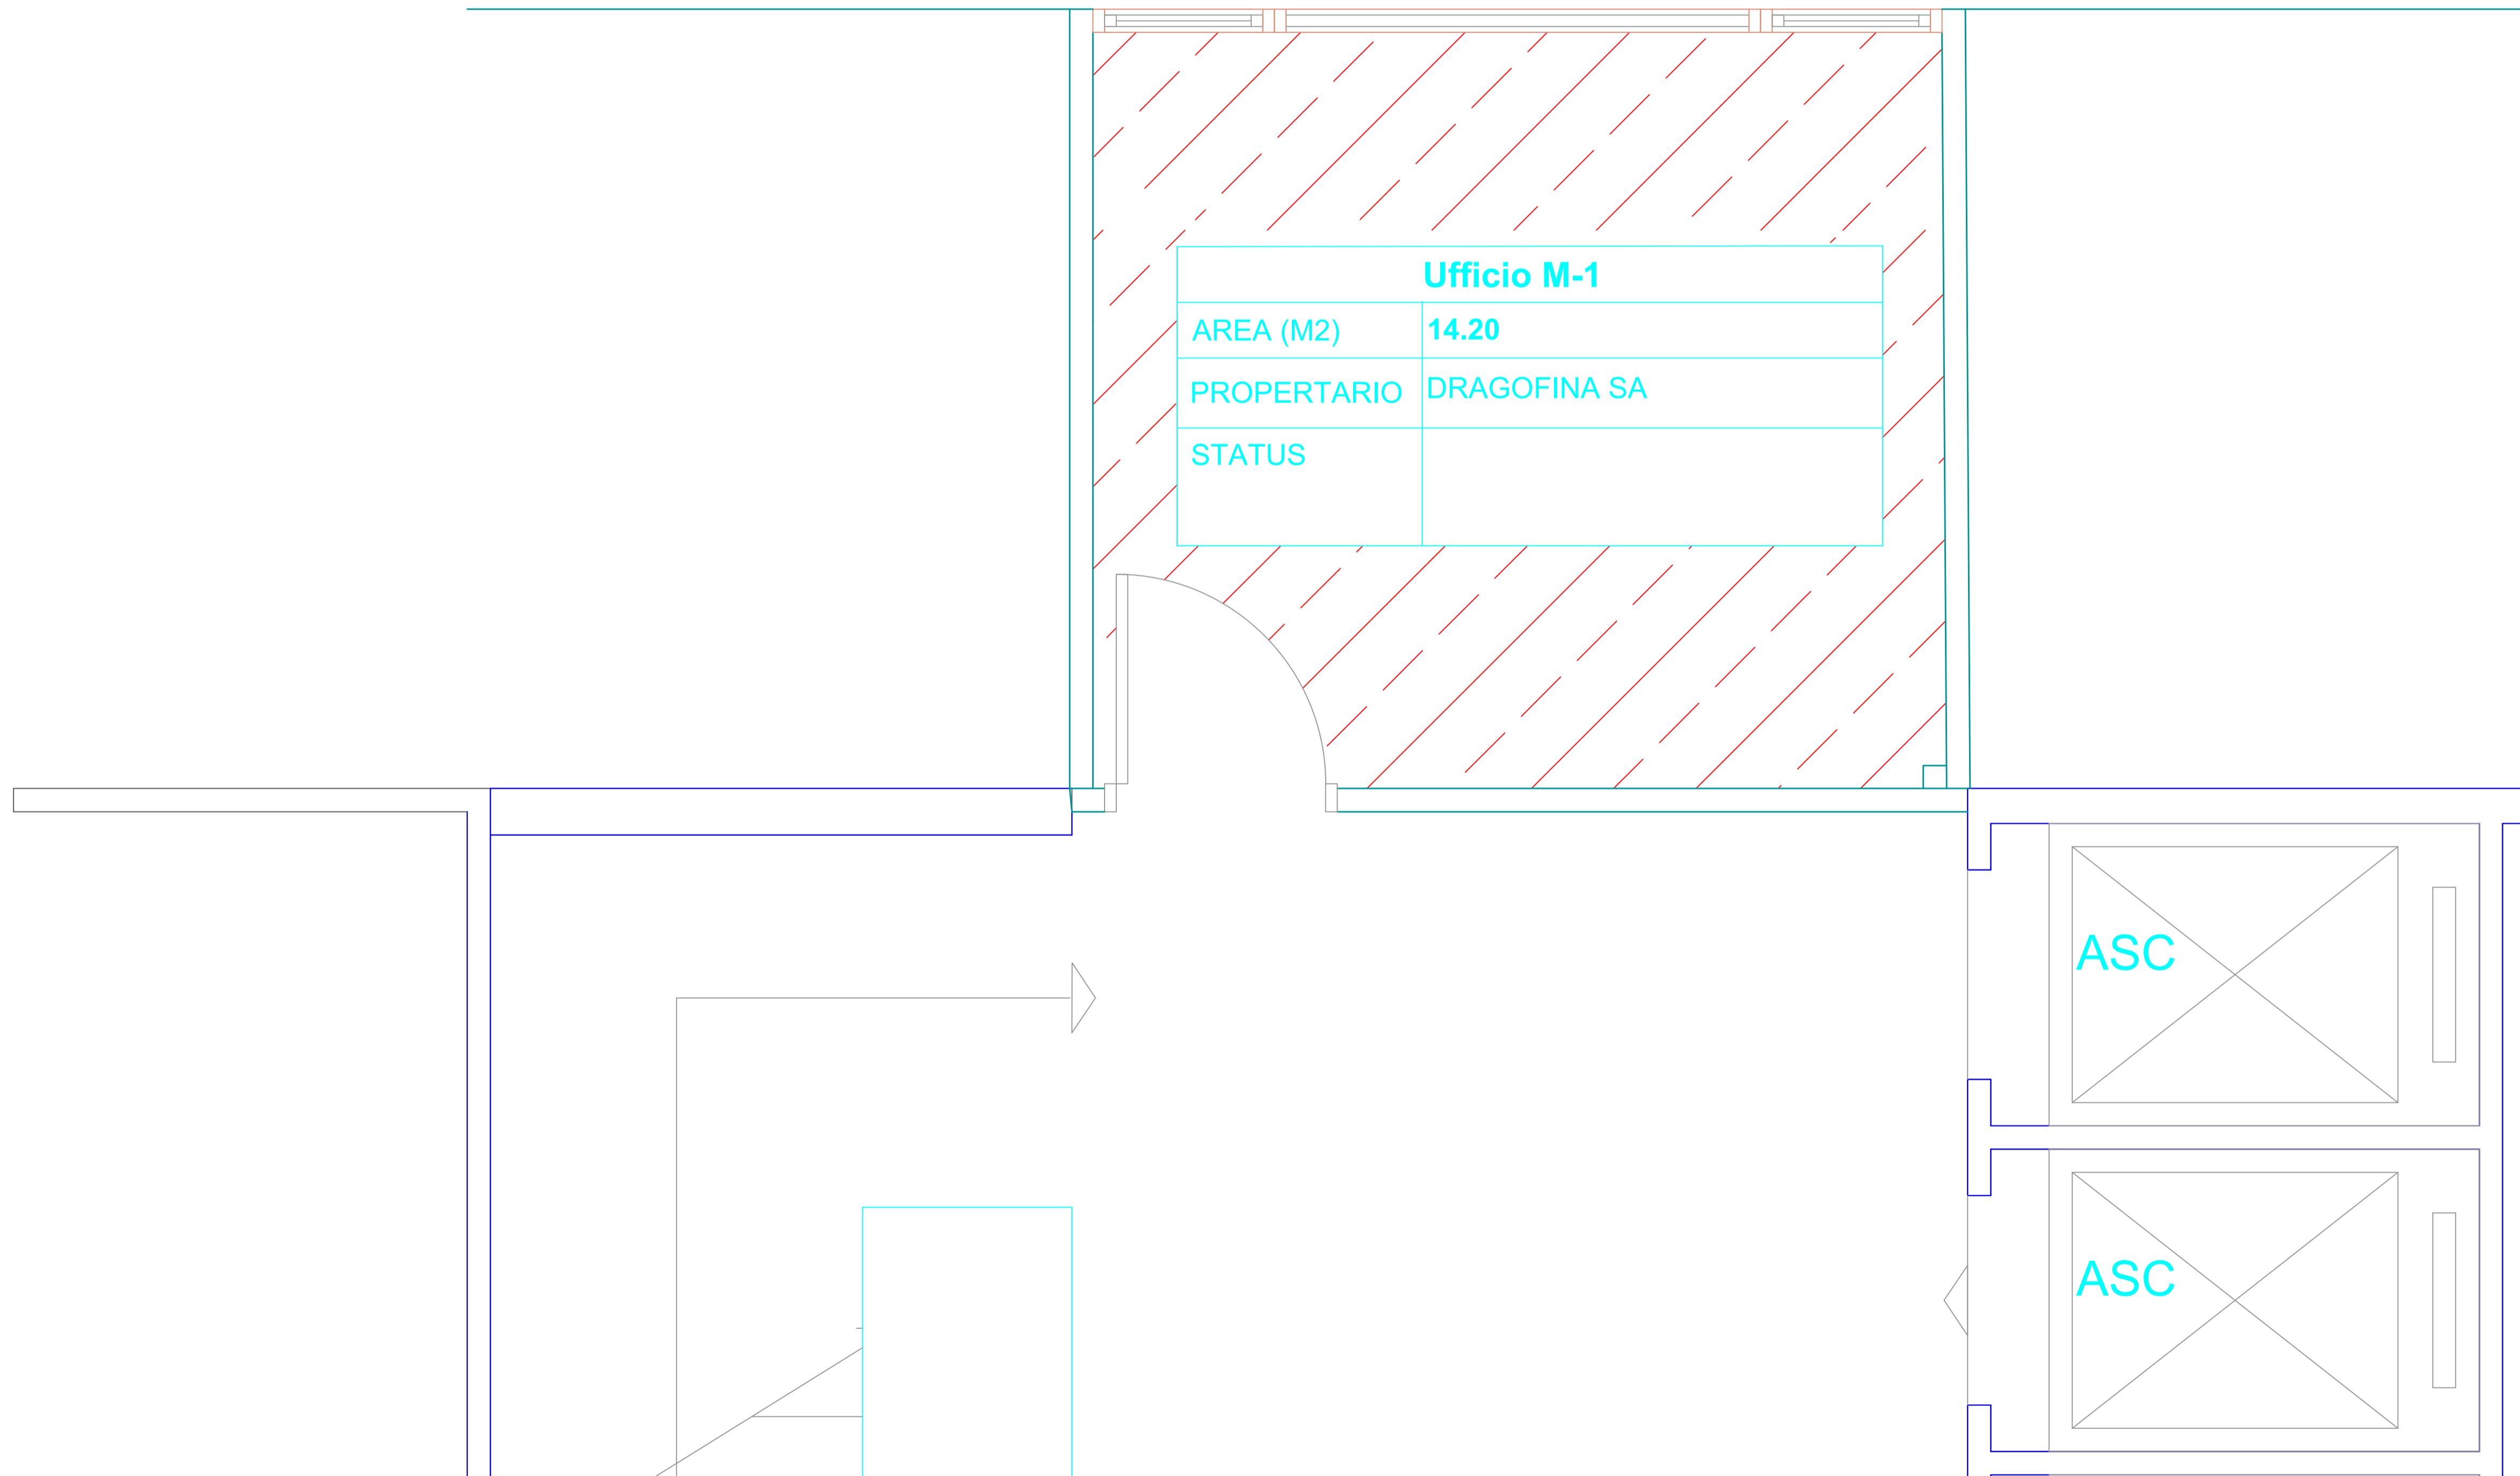 Ufficio M-1
AREA (M2) 14.20
PROPERTARIO DRAGOFINA SA
STATUS
ASC
ASC